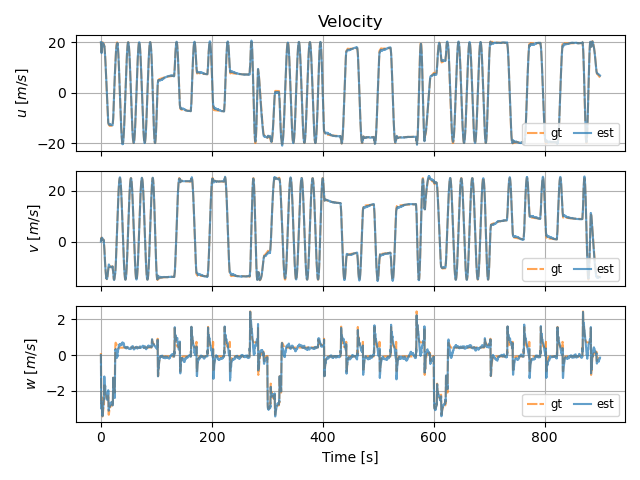 Velocity
20
0
−20
u [m/s]
gt est
20
0
v [m/s]
gt est
2
0
−2
w [m/s]
gt est
0 200 400 600 800
Time [s]